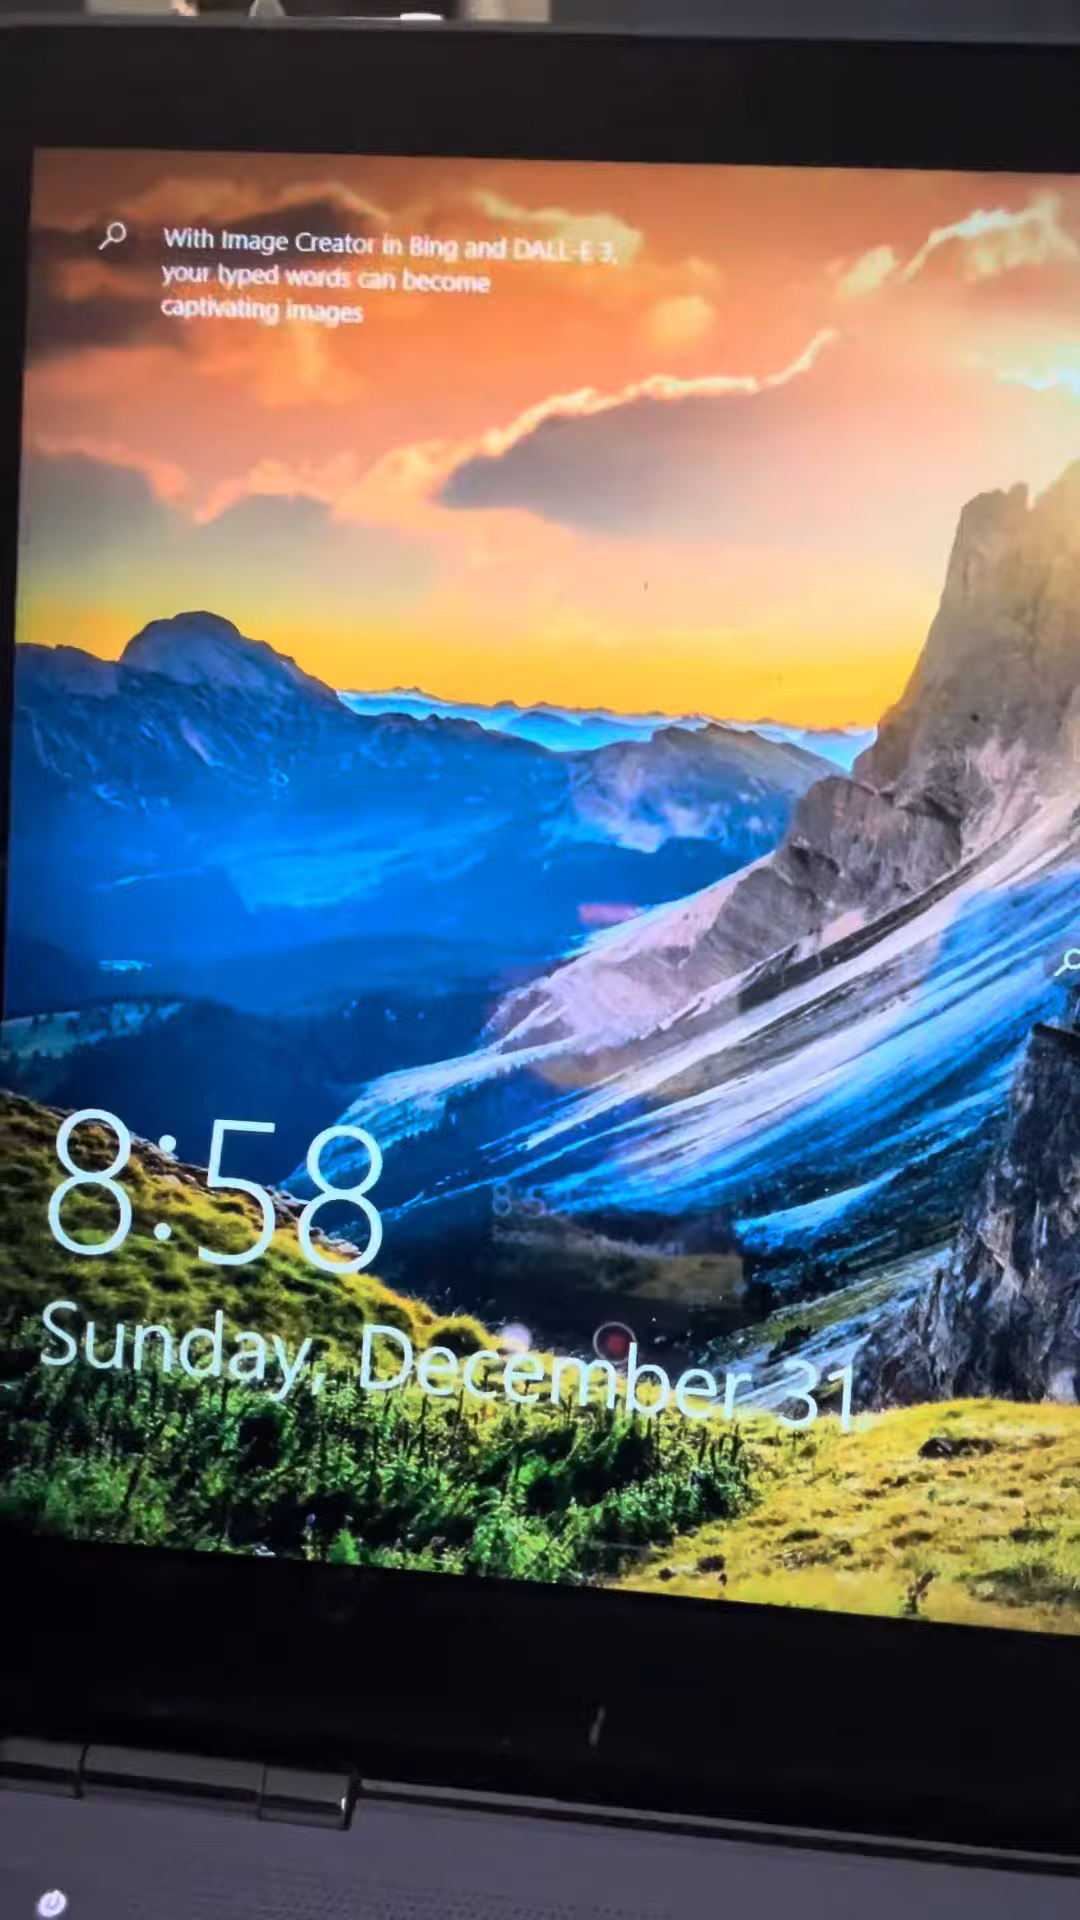 With Image Creator in Bing and DALL-E 3,
your typed words can become
captivating images
8:58
Sunday, December 31